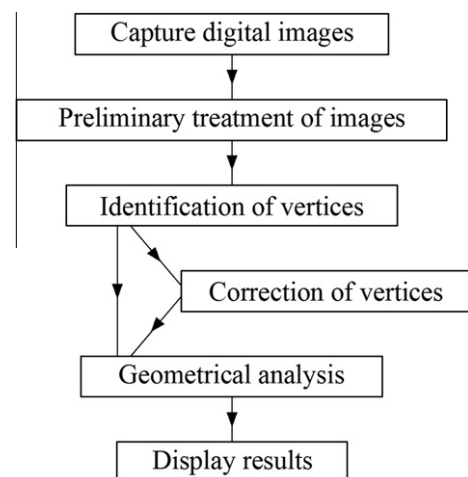 Capture digital images
Preliminary treatment of images
Identification of vertices
Correction of vertices
Geometrical analysis
Display results